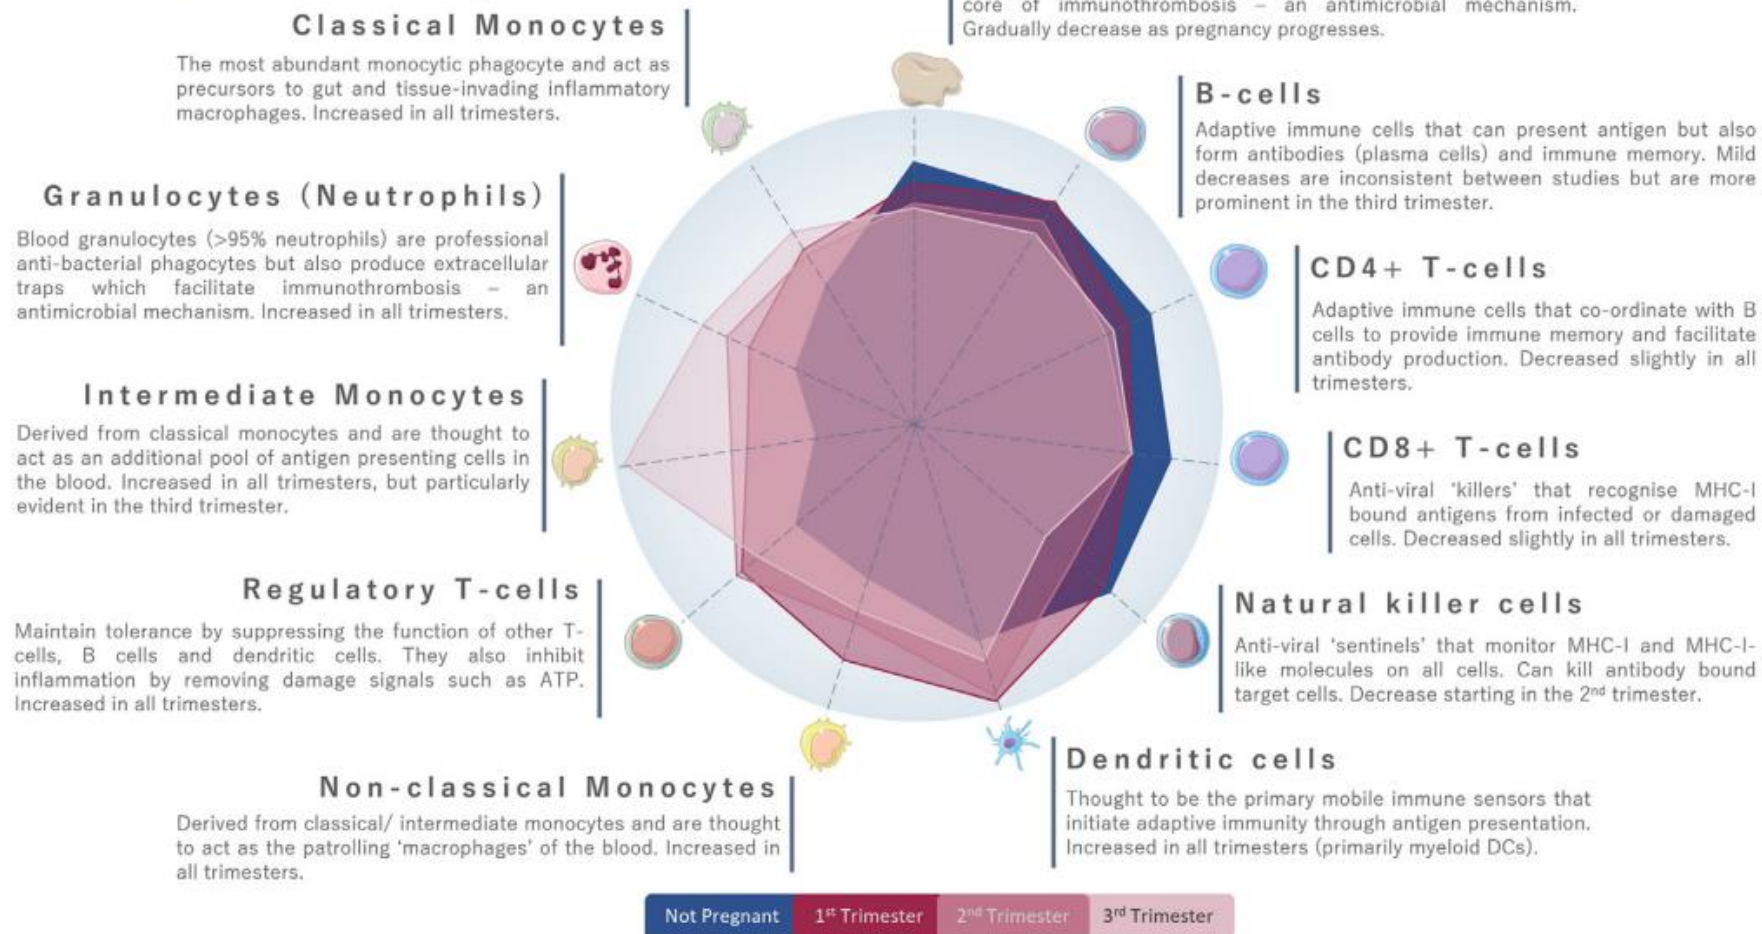 core of immunothrombosis – an antimicrobial mechanism.
Gradually decrease as pregnancy progresses.
Classical Monocytes
The most abundant monocytic phagocyte and act as
precursors to gut and tissue-invading inflammatory
macrophages. Increased in all trimesters.
B-cells
Adaptive immune cells that can present antigen but also
form antibodies (plasma cells) and immune memory. Mild
decreases are inconsistent between studies but are more
prominent in the third trimester.
Granulocytes (Neutrophils)
Blood granulocytes (>95% neutrophils) are professional
anti-bacterial phagocytes but also produce extracellular
traps which facilitate immunothrombosis – an
antimicrobial mechanism. Increased in all trimesters.
CD4+ T-cells
Adaptive immune cells that co-ordinate with B
cells to provide immune memory and facilitate
antibody production. Decreased slightly in all
trimesters.
Intermediate Monocytes
Derived from classical monocytes and are thought to
act as an additional pool of antigen presenting cells in
the blood. Increased in all trimesters, but particularly
evident in the third trimester.
CD8+ T-cells
Anti-viral ‘killers’ that recognise MHC-I
bound antigens from infected or damaged
cells. Decreased slightly in all trimesters.
Regulatory T-cells
Maintain tolerance by suppressing the function of other T-
cells, B cells and dendritic cells. They also inhibit
inflammation by removing damage signals such as ATP.
Increased in all trimesters.
Natural killer cells
Anti-viral ‘sentinels’ that monitor MHC-I and MHC-I-
like molecules on all cells. Can kill antibody bound
target cells. Decrease starting in the 2nd trimester.
Non-classical Monocytes
Derived from classical/ intermediate monocytes and are thought
to act as the patrolling ‘macrophages’ of the blood. Increased in
all trimesters.
Dendritic cells
Thought to be the primary mobile immune sensors that
initiate adaptive immunity through antigen presentation.
Increased in all trimesters (primarily myeloid DCs).
Not Pregnant 1st Trimester 2nd Trimester 3rd Trimester